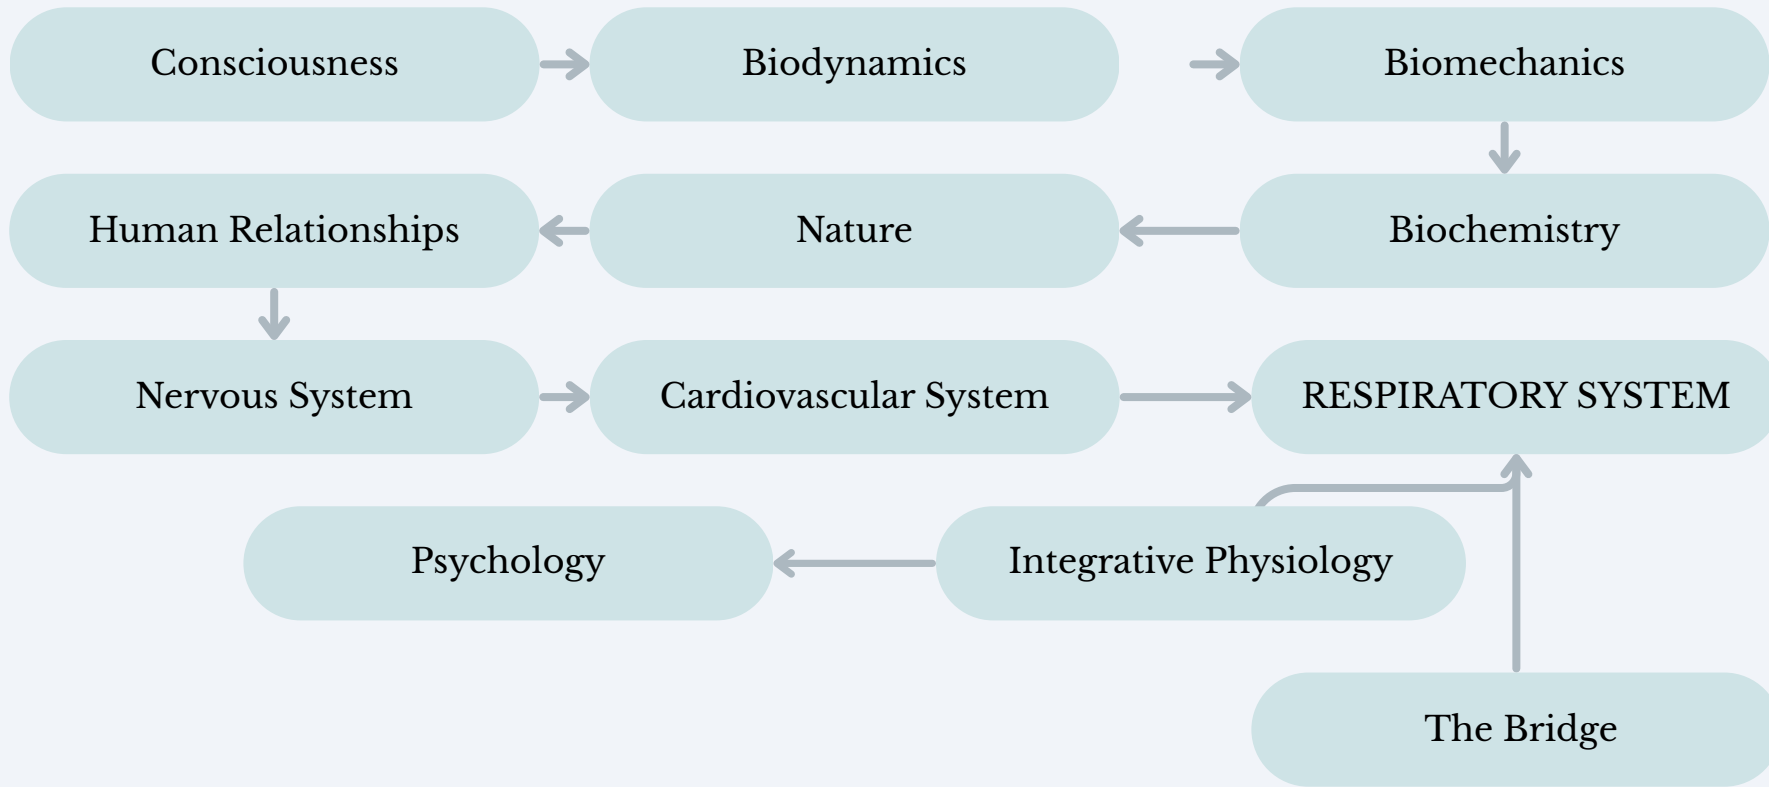 Consciousness
Biodynamics
Biomechanics
Human Relationships
Nature
Biochemistry
Nervous System
Cardiovascular System
RESPIRATORY SYSTEM
Psychology
Integrative Physiology
The Bridge